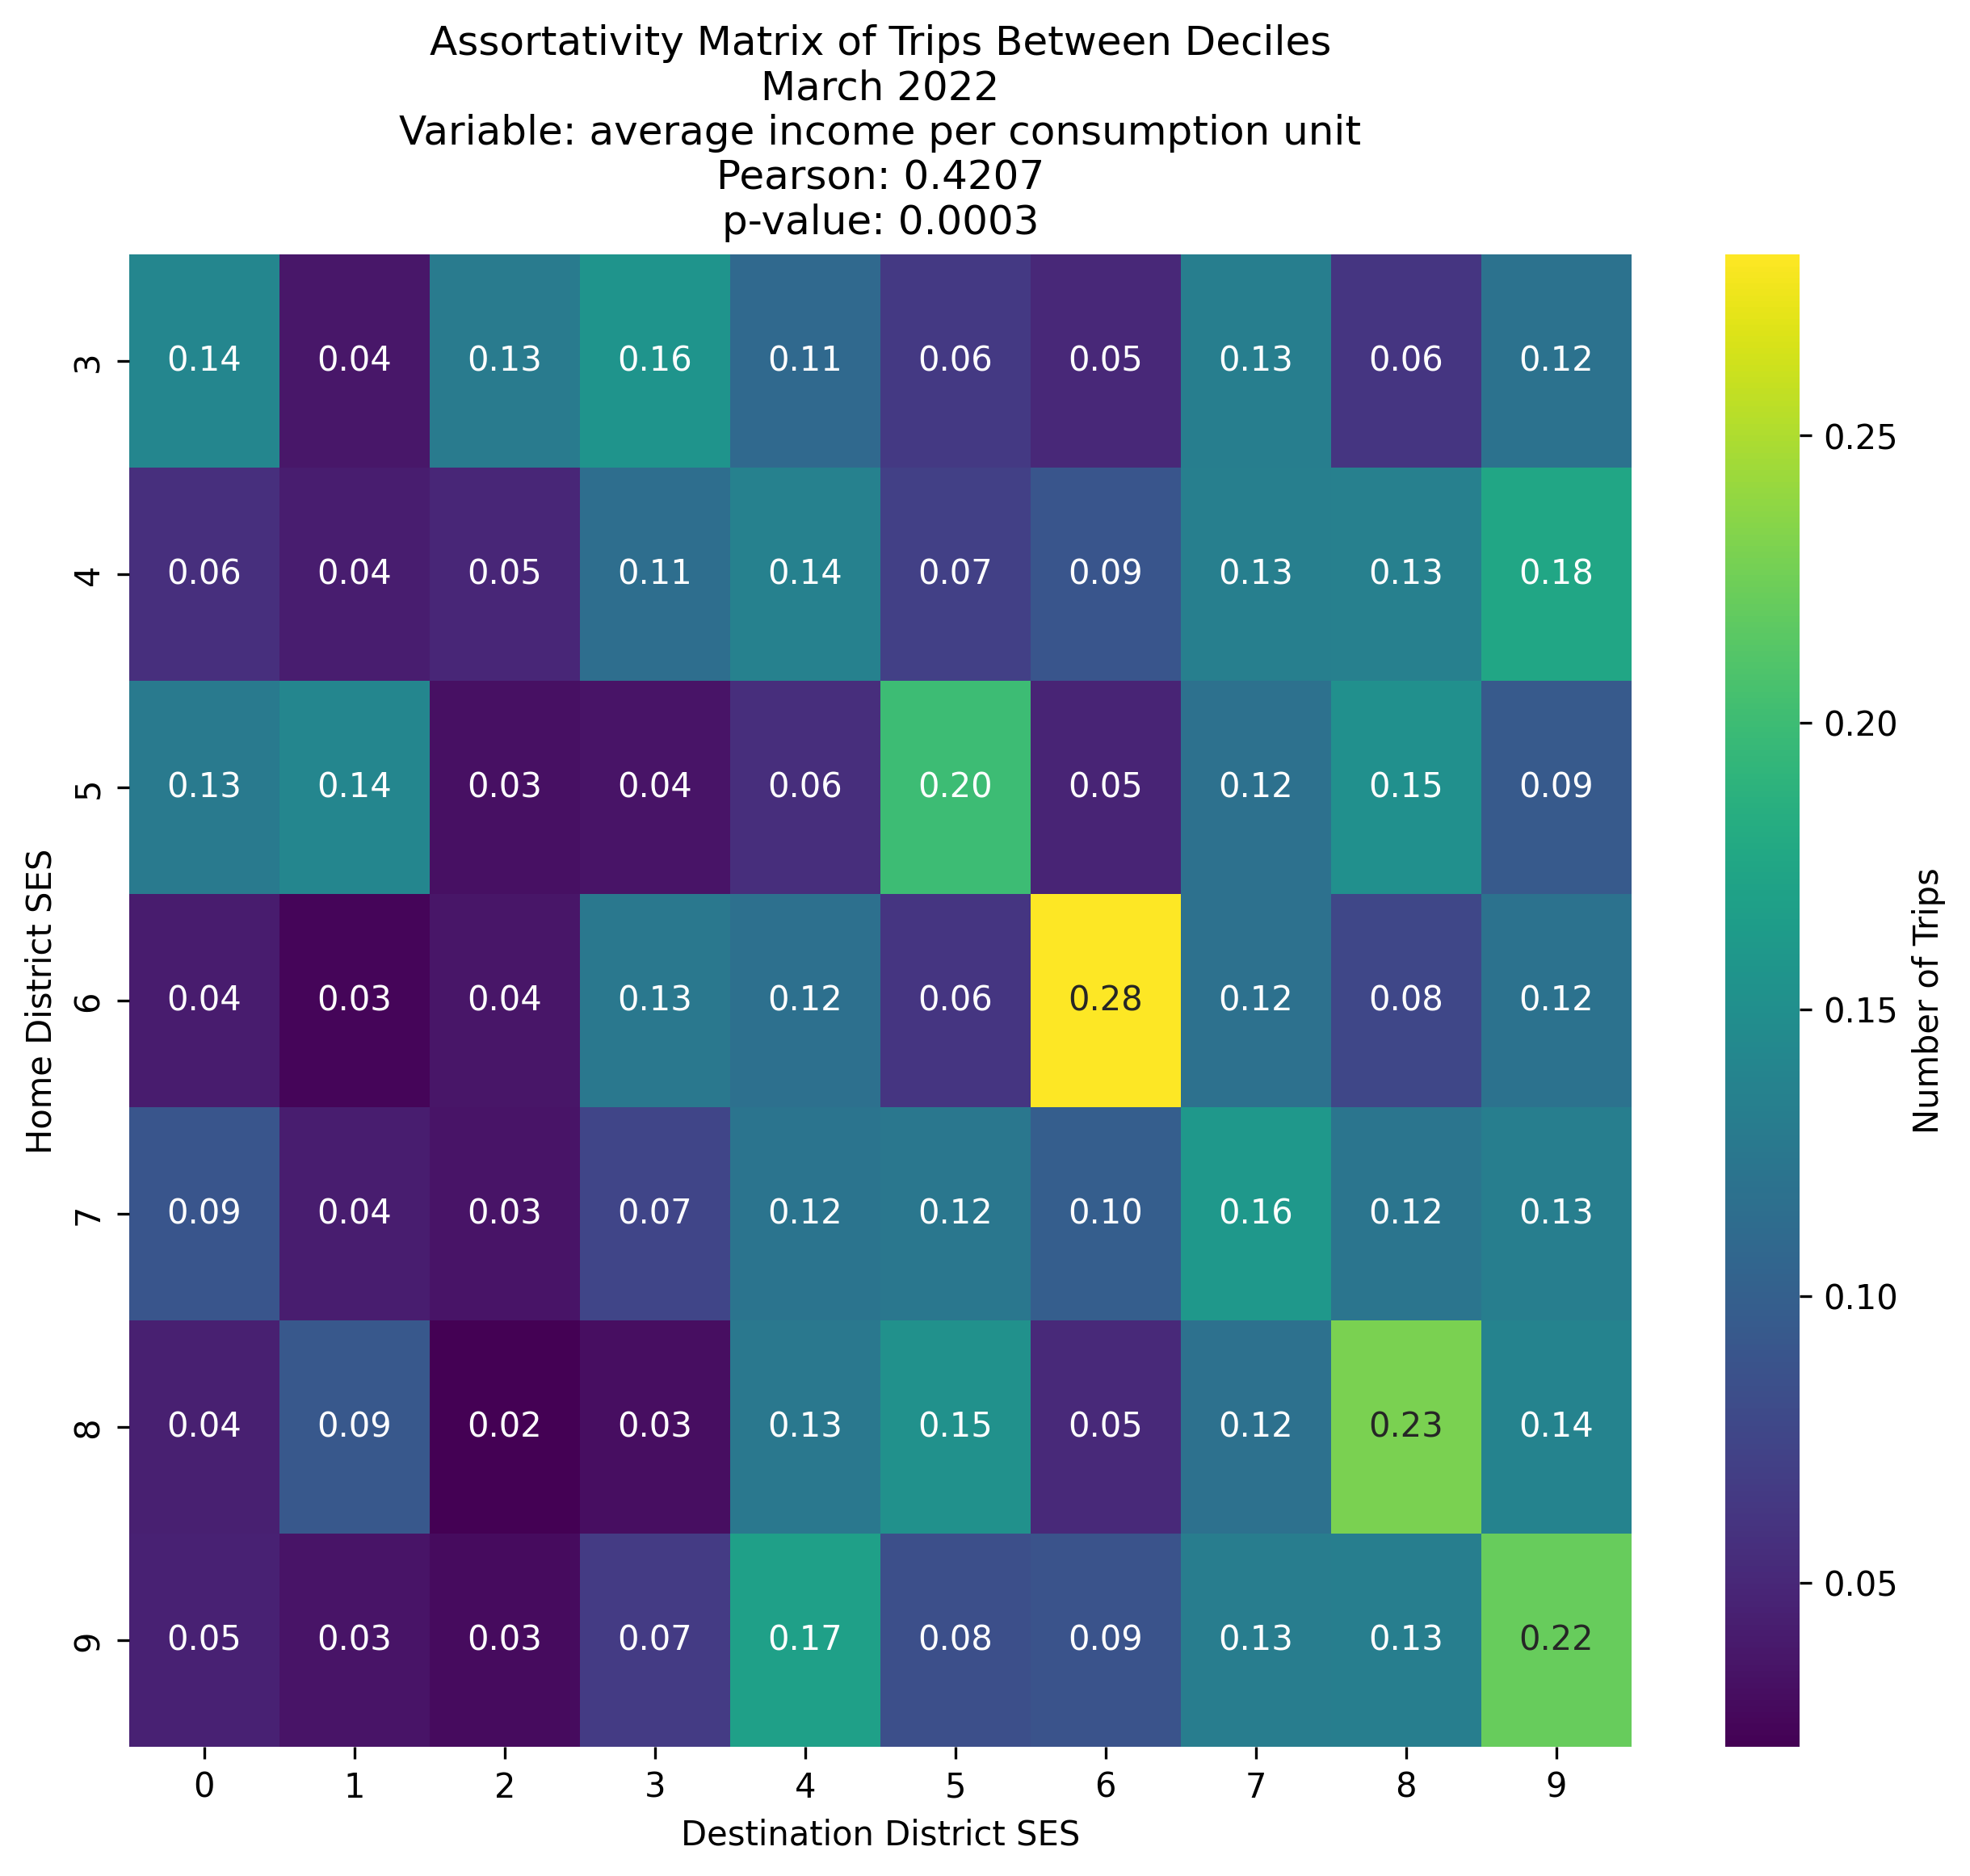 Assortativity Matrix of Trips Between Deciles
March 2022
Variable: average income per consumption unit
Pearson: 0.4207
p-value: 0.0003
Home District SES
3 0.14 0.04 0.13 0.16 0.11 0.06 0.05 0.13 0.06 0.12
4 0.06 0.04 0.05 0.11 0.14 0.07 0.09 0.13 0.13 0.18
5 0.13 0.14 0.03 0.04 0.06 0.20 0.05 0.12 0.15 0.09
6 0.04 0.03 0.04 0.13 0.12 0.06 0.28 0.12 0.08 0.12
7 0.09 0.04 0.03 0.07 0.12 0.12 0.10 0.16 0.12 0.13
8 0.04 0.09 0.02 0.03 0.13 0.15 0.05 0.12 0.23 0.14
9 0.05 0.03 0.03 0.07 0.17 0.08 0.09 0.13 0.13 0.22
0 1 2 3 4 5 6 7 8 9
Destination District SES
0.25
0.20
0.15
0.10
0.05
Number of Trips